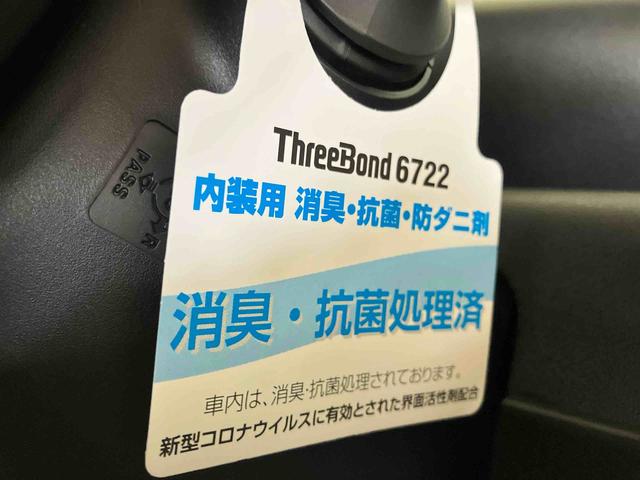 ThreeBond 6722
内装用 消臭・抗菌・防ダニ剤
消臭・抗菌処理済
車内は、消臭・抗菌処理されております。
新型コロナウイルスに有効とされた界面活性剤配合
PASS